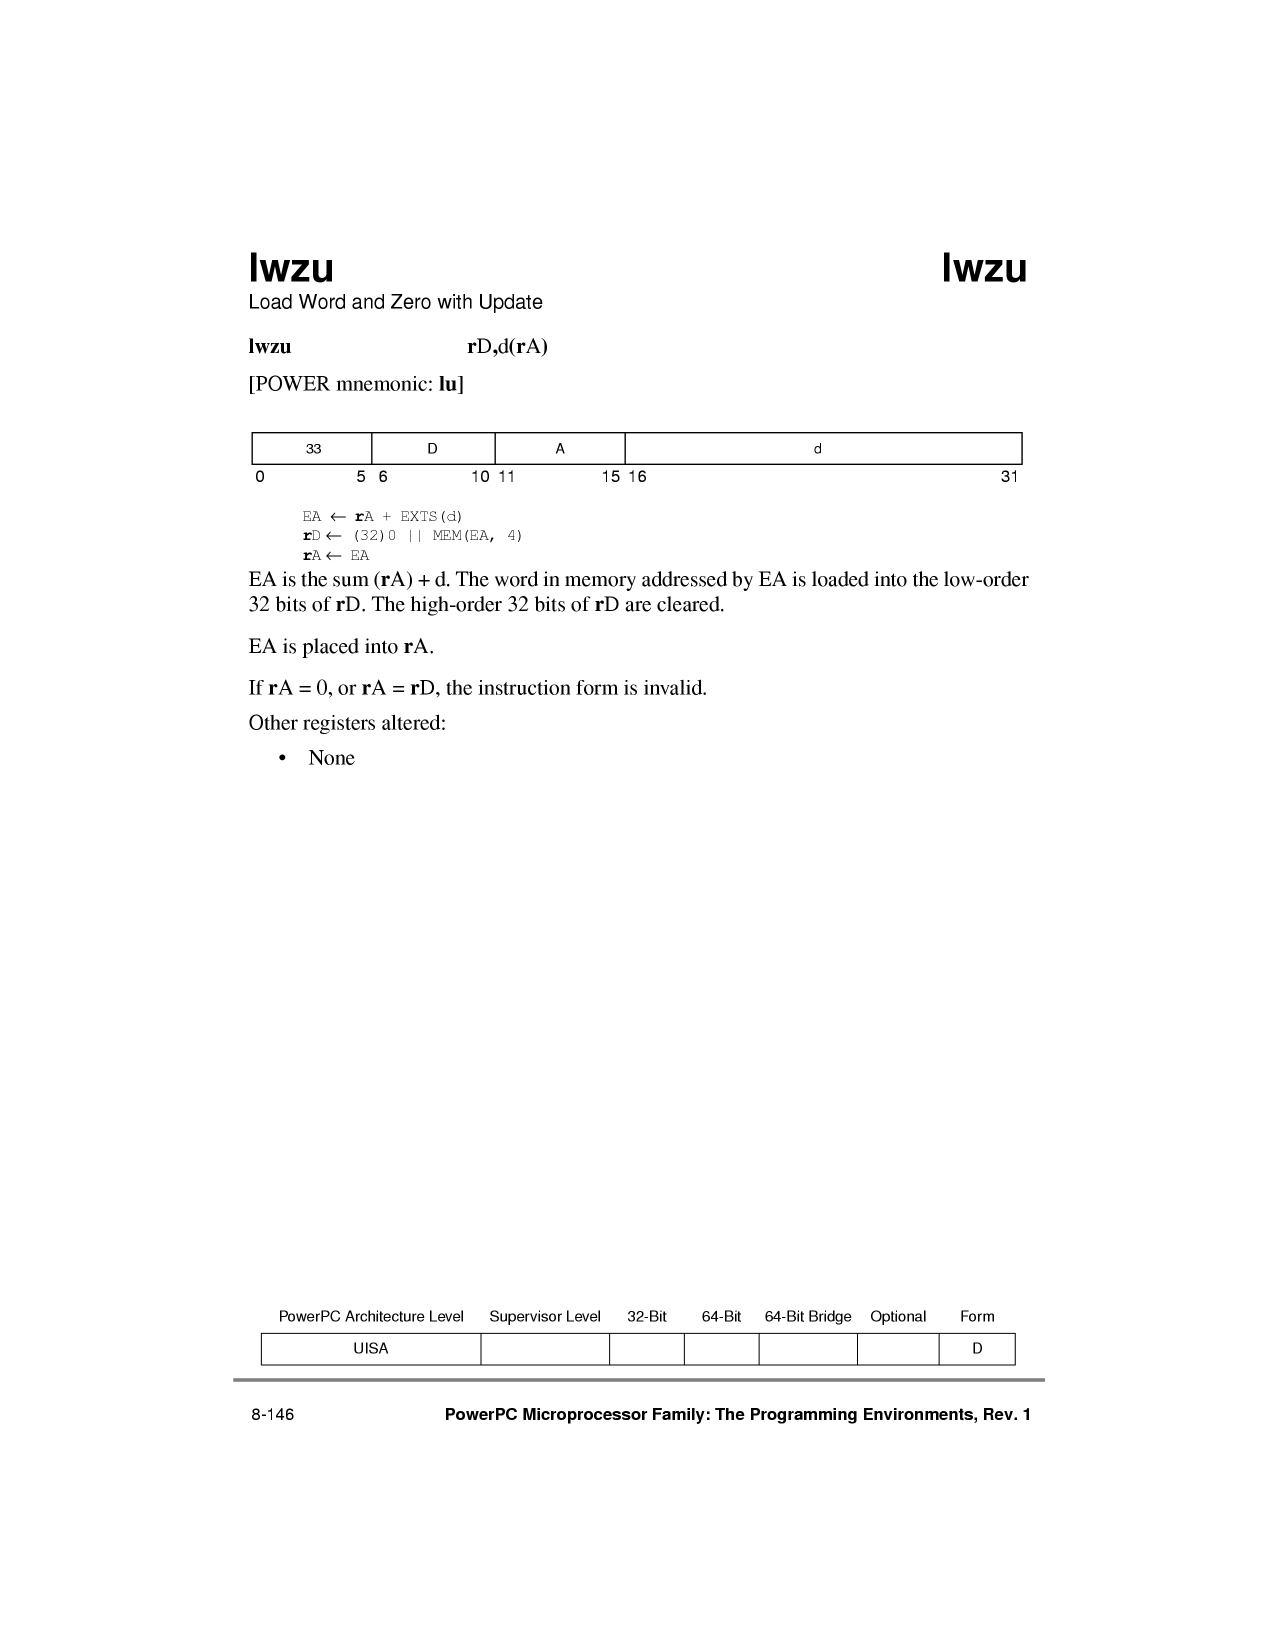 lwzu lwzu
Load Word and Zero with Update
lwzu rD,d(rA)
[POWER mnemonic: lu]
33 D A d
0 5 6 10 11 15 16 31
EA ← rA + EXTS(d)
rD ← (32)0 || MEM(EA, 4)
rA ← EA
EA is the sum (rA) + d. The word in memory addressed by EA is loaded into the low-order
32 bits of rD. The high-order 32 bits of rD are cleared.
EA is placed into rA.
If rA = 0, or rA = rD, the instruction form is invalid.
Other registers altered:
• None
PowerPC Architecture Level Supervisor Level 32-Bit 64-Bit 64-Bit Bridge Optional Form
UISA D
8-146 PowerPC Microprocessor Family: The Programming Environments, Rev. 1